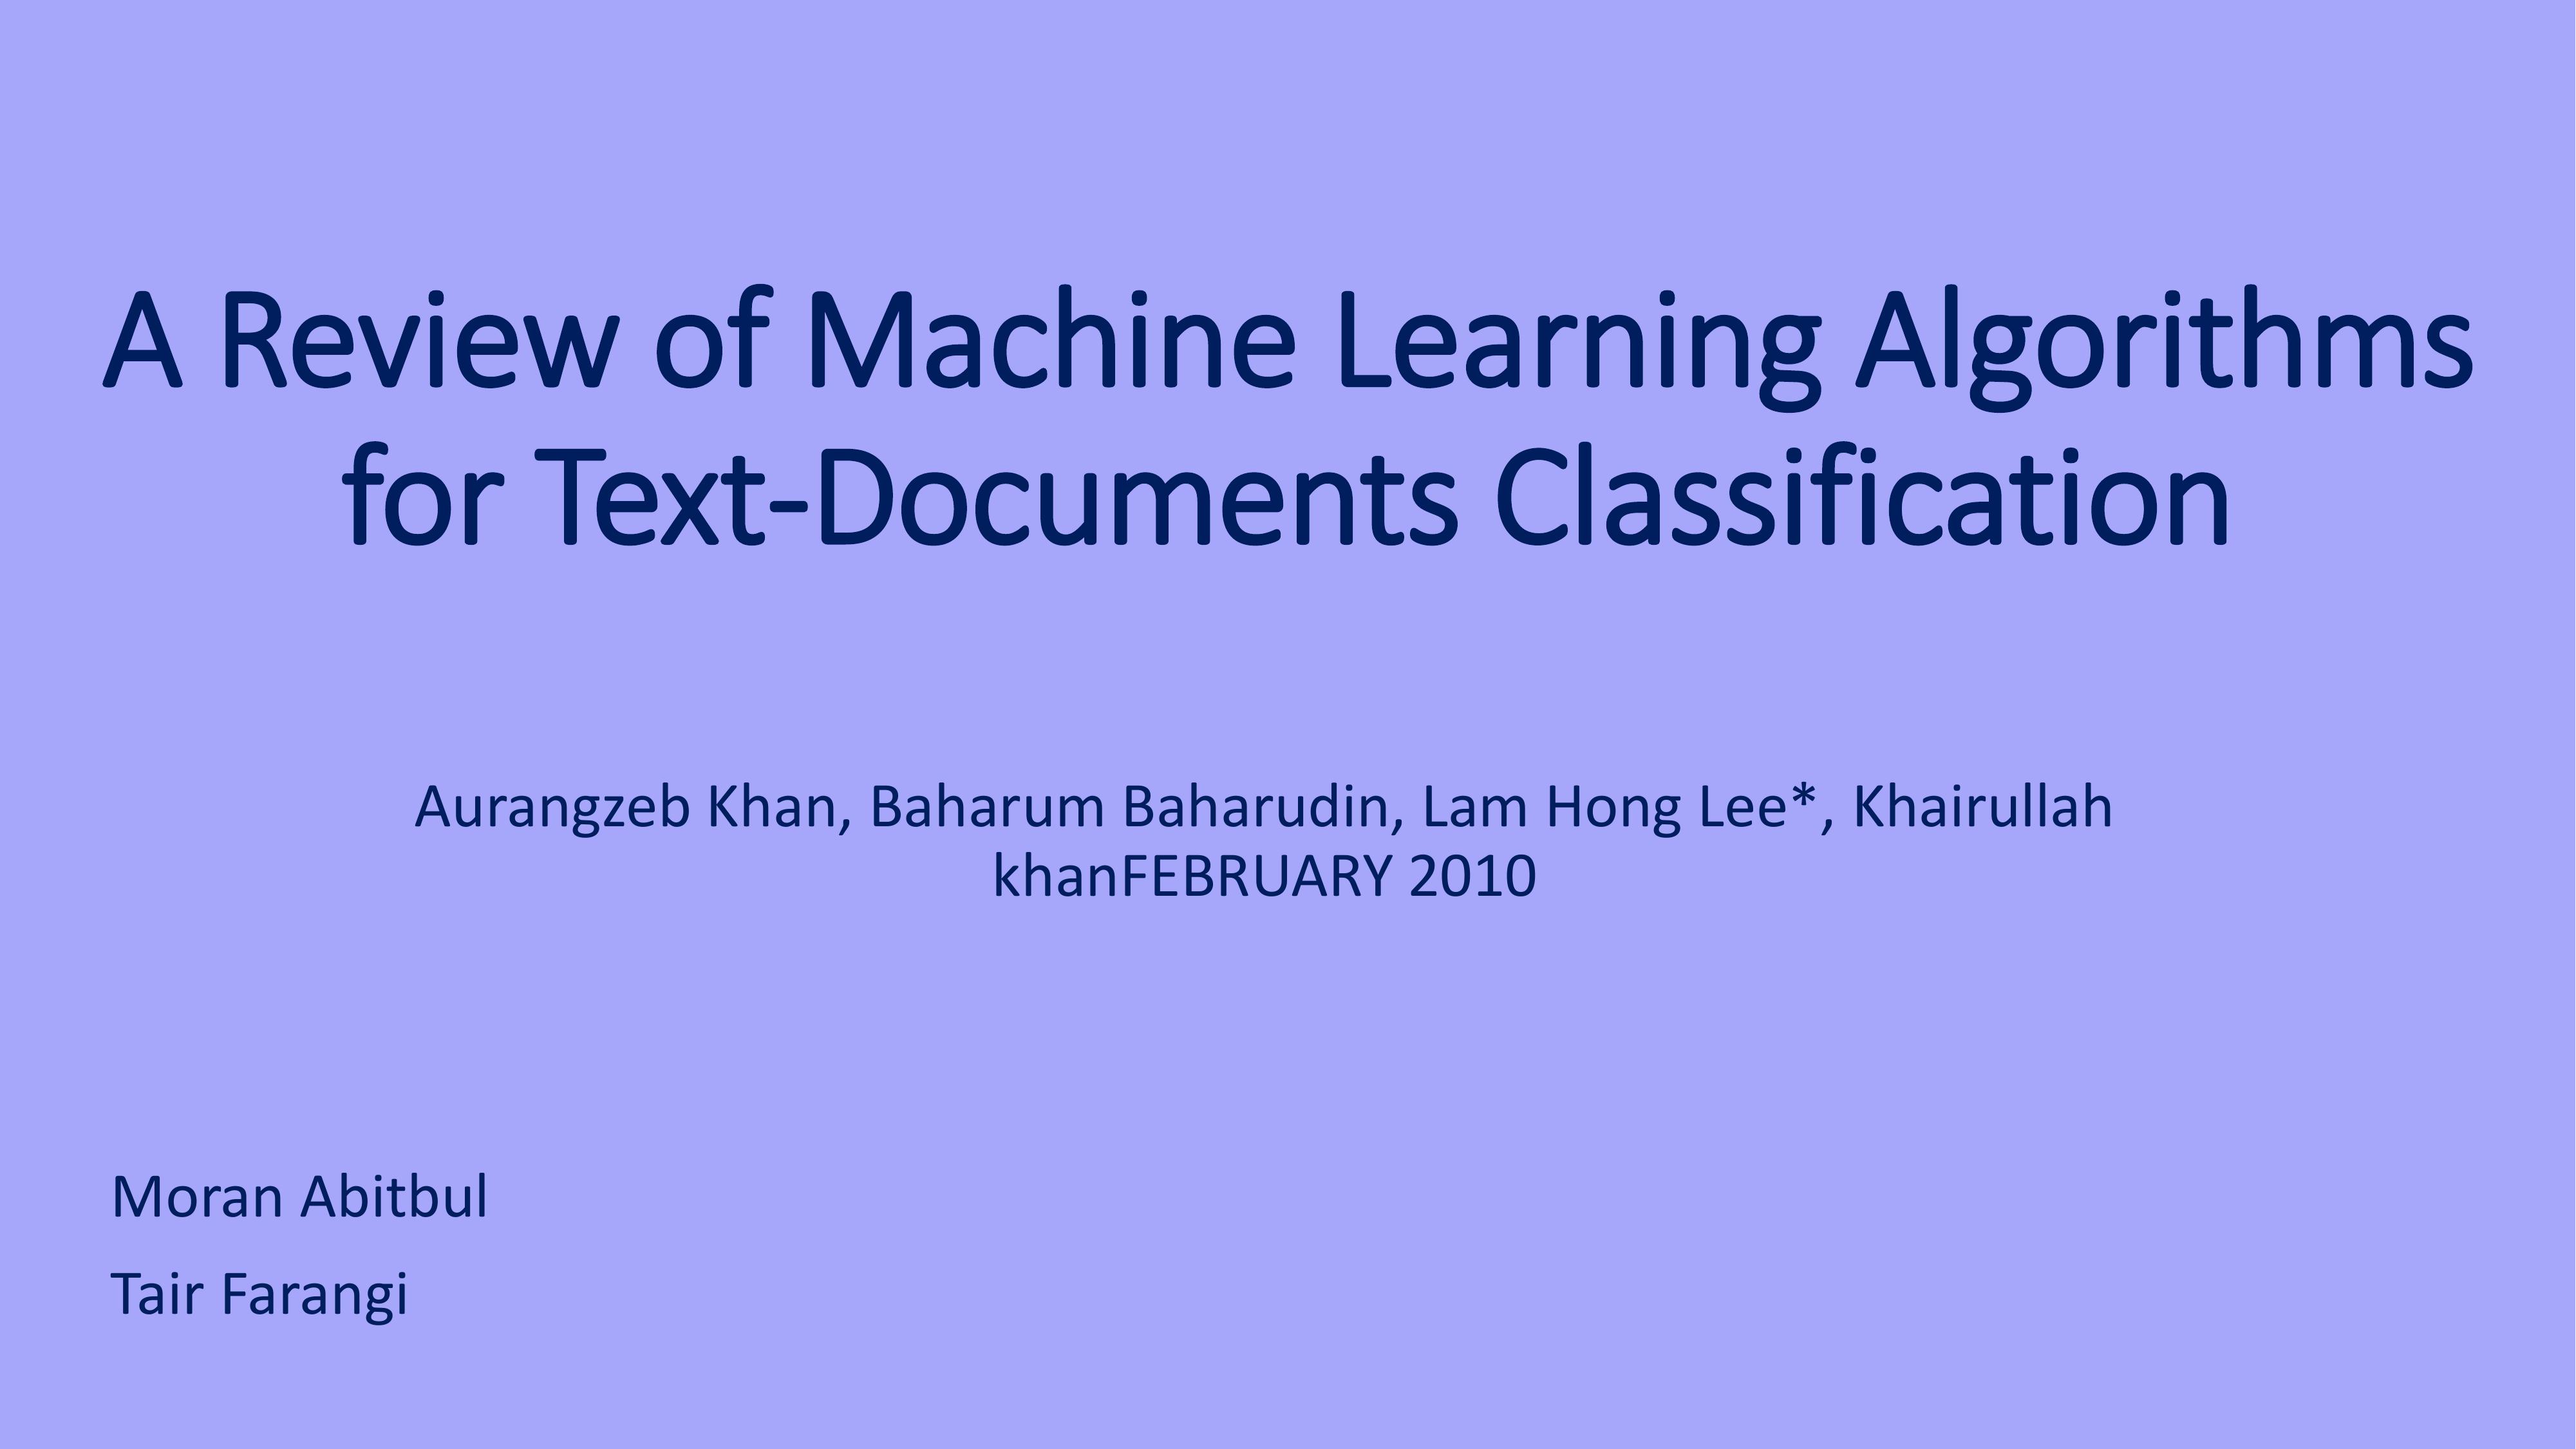 A Review of Machine Learning Algorithms
for Text-Documents Classification
Aurangzeb Khan, Baharum Baharudin, Lam Hong Lee*, Khairullah
khanFEBRUARY 2010
Moran Abitbul
Tair Farangi